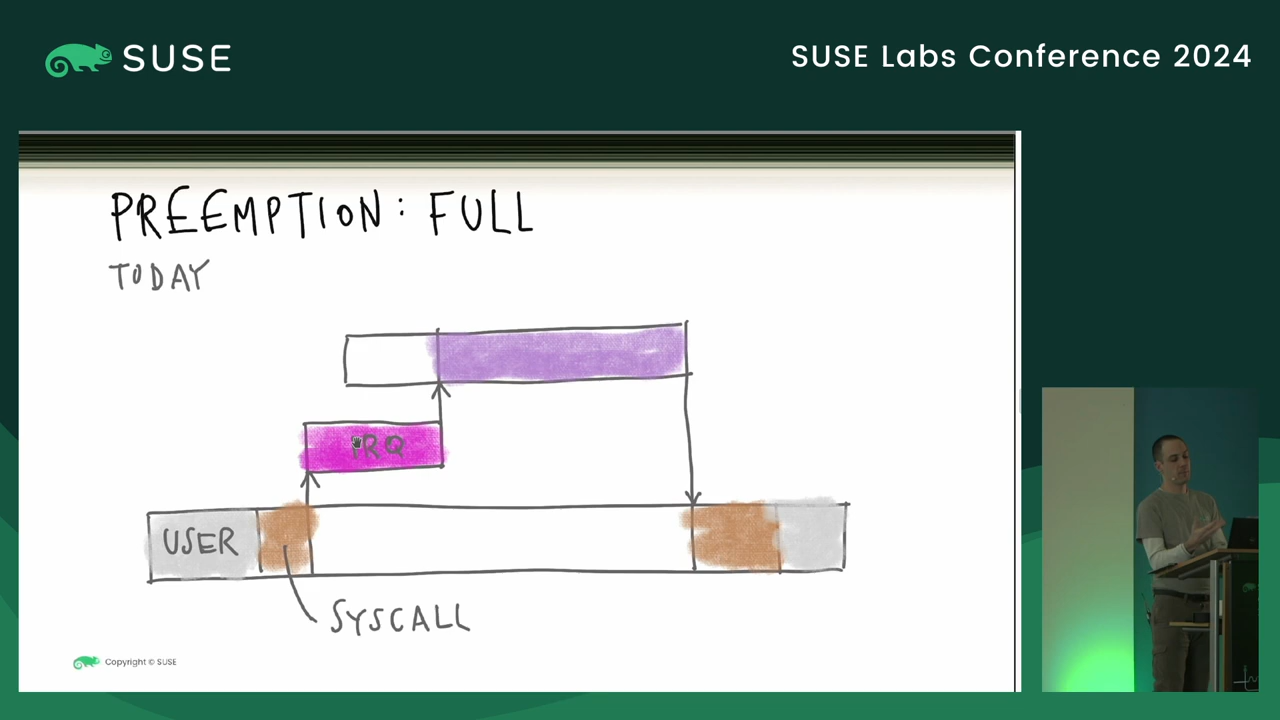 SUSE
SUSE Labs Conference 2024
PREEMPTION: FULL
TODAY
IRQ
USER
SYSCALL
Copyright © SUSE